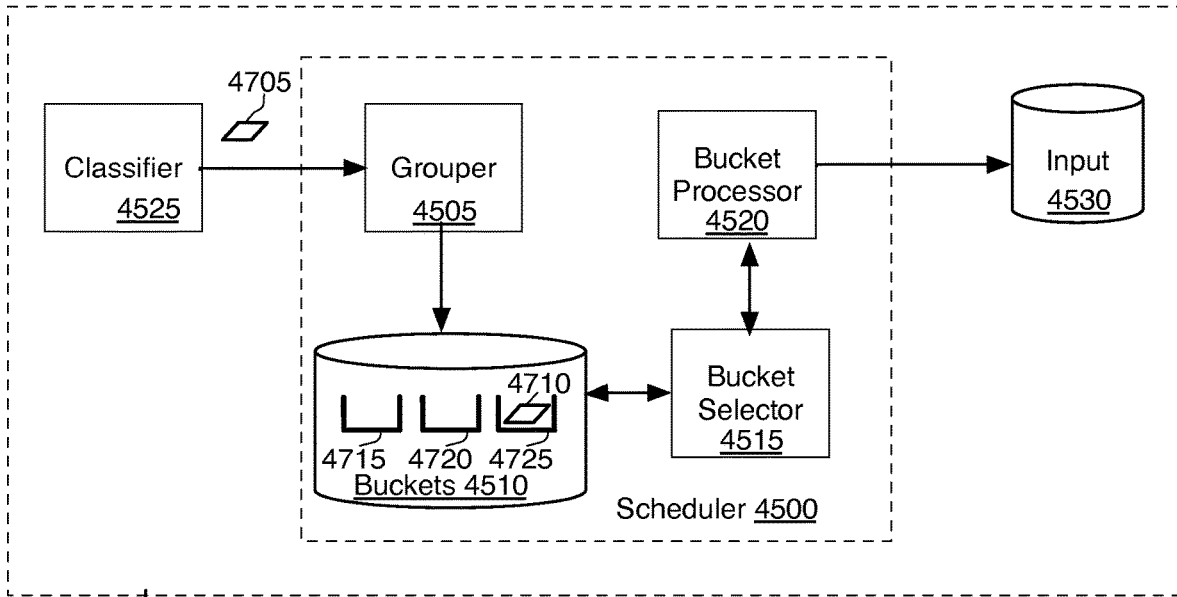 4705
Classifier
4525
Grouper
4505
Bucket
Processor
4520
Input
4530
4710
4715 4720 4725
Buckets 4510
Bucket
Selector
4515
Scheduler 4500